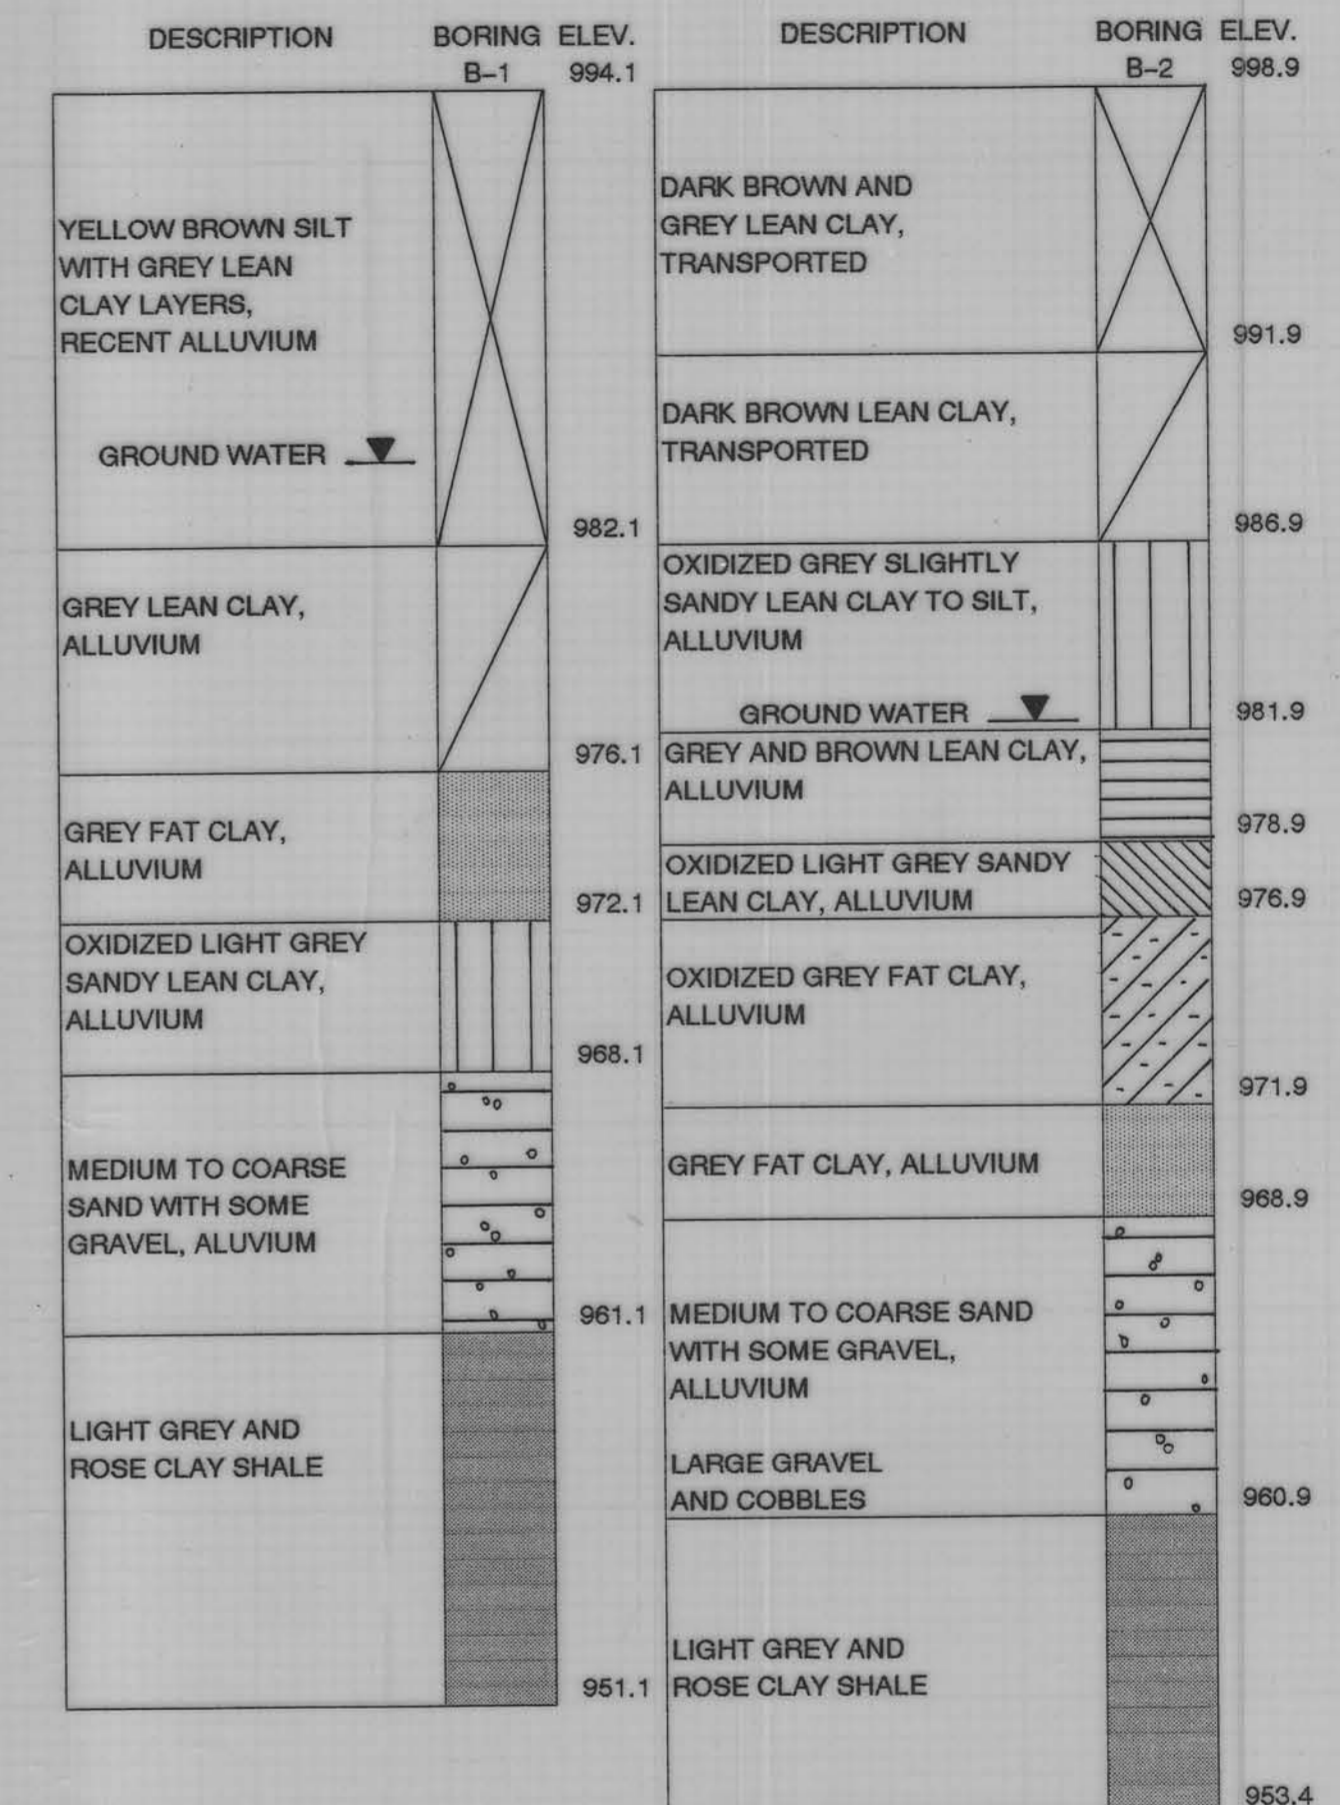 DESCRIPTION BORING ELEV.
B-1 994.1
YELLOW BROWN SILT
WITH GREY LEAN
CLAY LAYERS,
RECENT ALLUVIUM
GROUND WATER
982.1
GREY LEAN CLAY,
ALLUVIUM
976.1
GREY FAT CLAY,
ALLUVIUM
972.1
OXIDIZED LIGHT GREY
SANDY LEAN CLAY,
ALLUVIUM
968.1
MEDIUM TO COARSE
SAND WITH SOME
GRAVEL, ALUVIUM
961.1
LIGHT GREY AND
ROSE CLAY SHALE
951.1
DESCRIPTION BORING ELEV.
B-2 998.9
DARK BROWN AND
GREY LEAN CLAY,
TRANSPORTED
991.9
DARK BROWN LEAN CLAY,
TRANSPORTED
986.9
OXIDIZED GREY SLIGHTLY
SANDY LEAN CLAY TO SILT,
ALLUVIUM
GROUND WATER 981.9
GREY AND BROWN LEAN CLAY,
ALLUVIUM
978.9
OXIDIZED LIGHT GREY SANDY
LEAN CLAY, ALLUVIUM 976.9
OXIDIZED GREY FAT CLAY,
ALLUVIUM
971.9
GREY FAT CLAY, ALLUVIUM
968.9
MEDIUM TO COARSE SAND
WITH SOME GRAVEL,
ALLUVIUM
LARGE GRAVEL
AND COBBLES 960.9
LIGHT GREY AND
ROSE CLAY SHALE
953.4